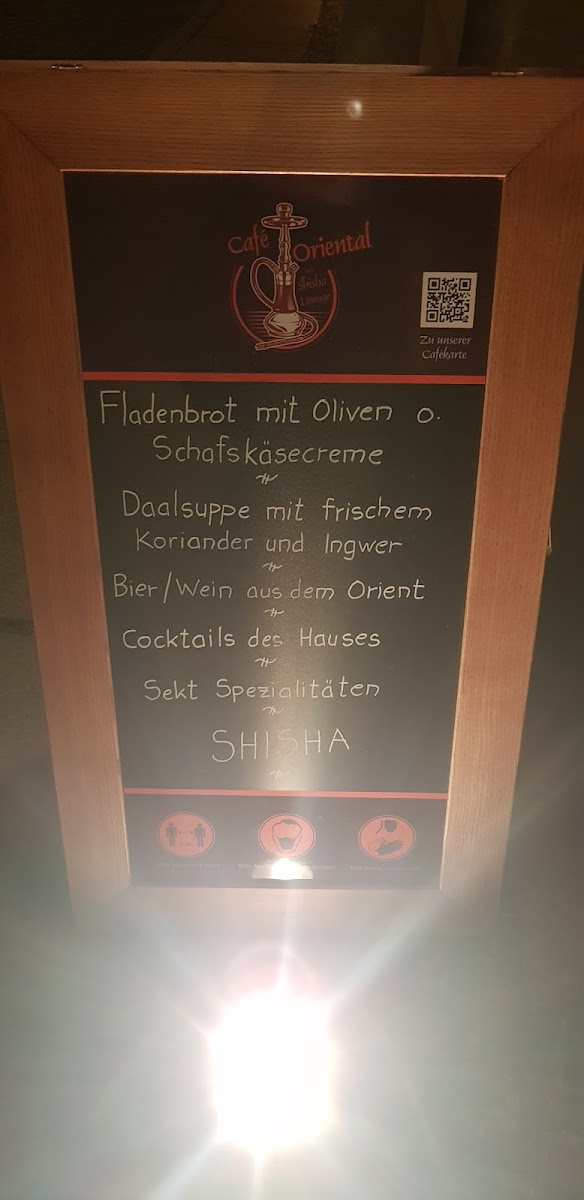 Café Oriental
Shisha
Lounge
Zu unserer
Cafékarte
Fladenbrot mit Oliven o.
Schafskäsecreme
Daalsuppe mit frischem
Koriander und Ingwer
Bier/Wein aus dem Orient
Cocktails des Hauses
Sekt Spezialitäten
SHISHA